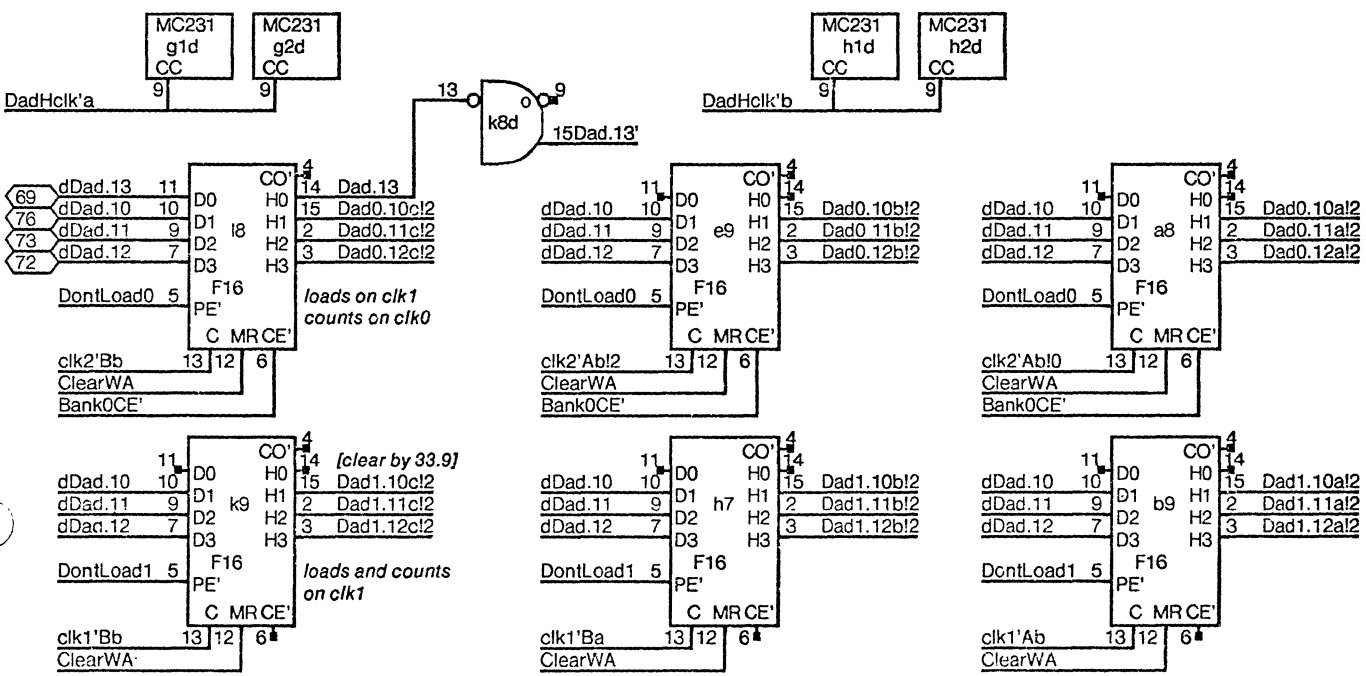 MC231 MC231 MC231 MC231
g1d g2d h1d h2d
CC CC CC CC
9 9 9 9
DadHclk'a DadHclk'b
13 k8d o 9
15Dad.13'
4 4 4
CO' CO' CO'
69 dDad.13 11 D0 H0 14 Dad.13 11 D0 H0 14 11 D0 H0 14
76 dDad.10 10 D1 H1 15 Dad0.10c!2 dDad.10 10 D1 H1 15 Dad0.10b!2 dDad.10 10 D1 H1 15 Dad0.10a!2
l8 e9 a8
73 dDad.11 9 D2 H2 2 Dad0.11c!2 dDad.11 9 D2 H2 2 Dad0.11b!2 dDad.11 9 D2 H2 2 Dad0.11a!2
72 dDad.12 7 D3 H3 3 Dad0.12c!2 dDad.12 7 D3 H3 3 Dad0.12b!2 dDad.12 7 D3 H3 3 Dad0.12a!2
F16 F16 F16
DontLoad0 5 PE' loads on clk1 DontLoad0 5 PE' DontLoad0 5 PE'
counts on clk0
C MR CE' C MR CE' C MR CE'
clk2'Bb 13 12 6 clk2'Ab!2 13 12 6 clk2'Ab!0 13 12 6
ClearWA ClearWA ClearWA
Bank0CE' Bank0CE' Bank0CE'
4 4 4
CO' CO' CO'
11 D0 H0 14 [clear by 33.9] 11 D0 H0 14 11 D0 H0 14
dDad.10 10 D1 H1 15 Dad1.10c!2 dDad.10 10 D1 H1 15 Dad1.10b!2 dDad.10 10 D1 H1 15 Dad1.10a!2
k9 h7 b9
dDad.11 9 D2 H2 2 Dad1.11c!2 dDad.11 9 D2 H2 2 Dad1.11b!2 dDad.11 9 D2 H2 2 Dad1.11a!2
dDad.12 7 D3 H3 3 Dad1.12c!2 dDad.12 7 D3 H3 3 Dad1.12b!2 dDad.12 7 D3 H3 3 Dad1.12a!2
F16 F16 F16
DontLoad1 5 PE' loads and counts DontLoad1 5 PE' DontLoad1 5 PE'
on clk1
C MR CE' C MR CE' C MR CE'
clk1'Bb 13 12 6 clk1'Ba 13 12 6 clk1'Ab 13 12 6
ClearWA ClearWA ClearWA